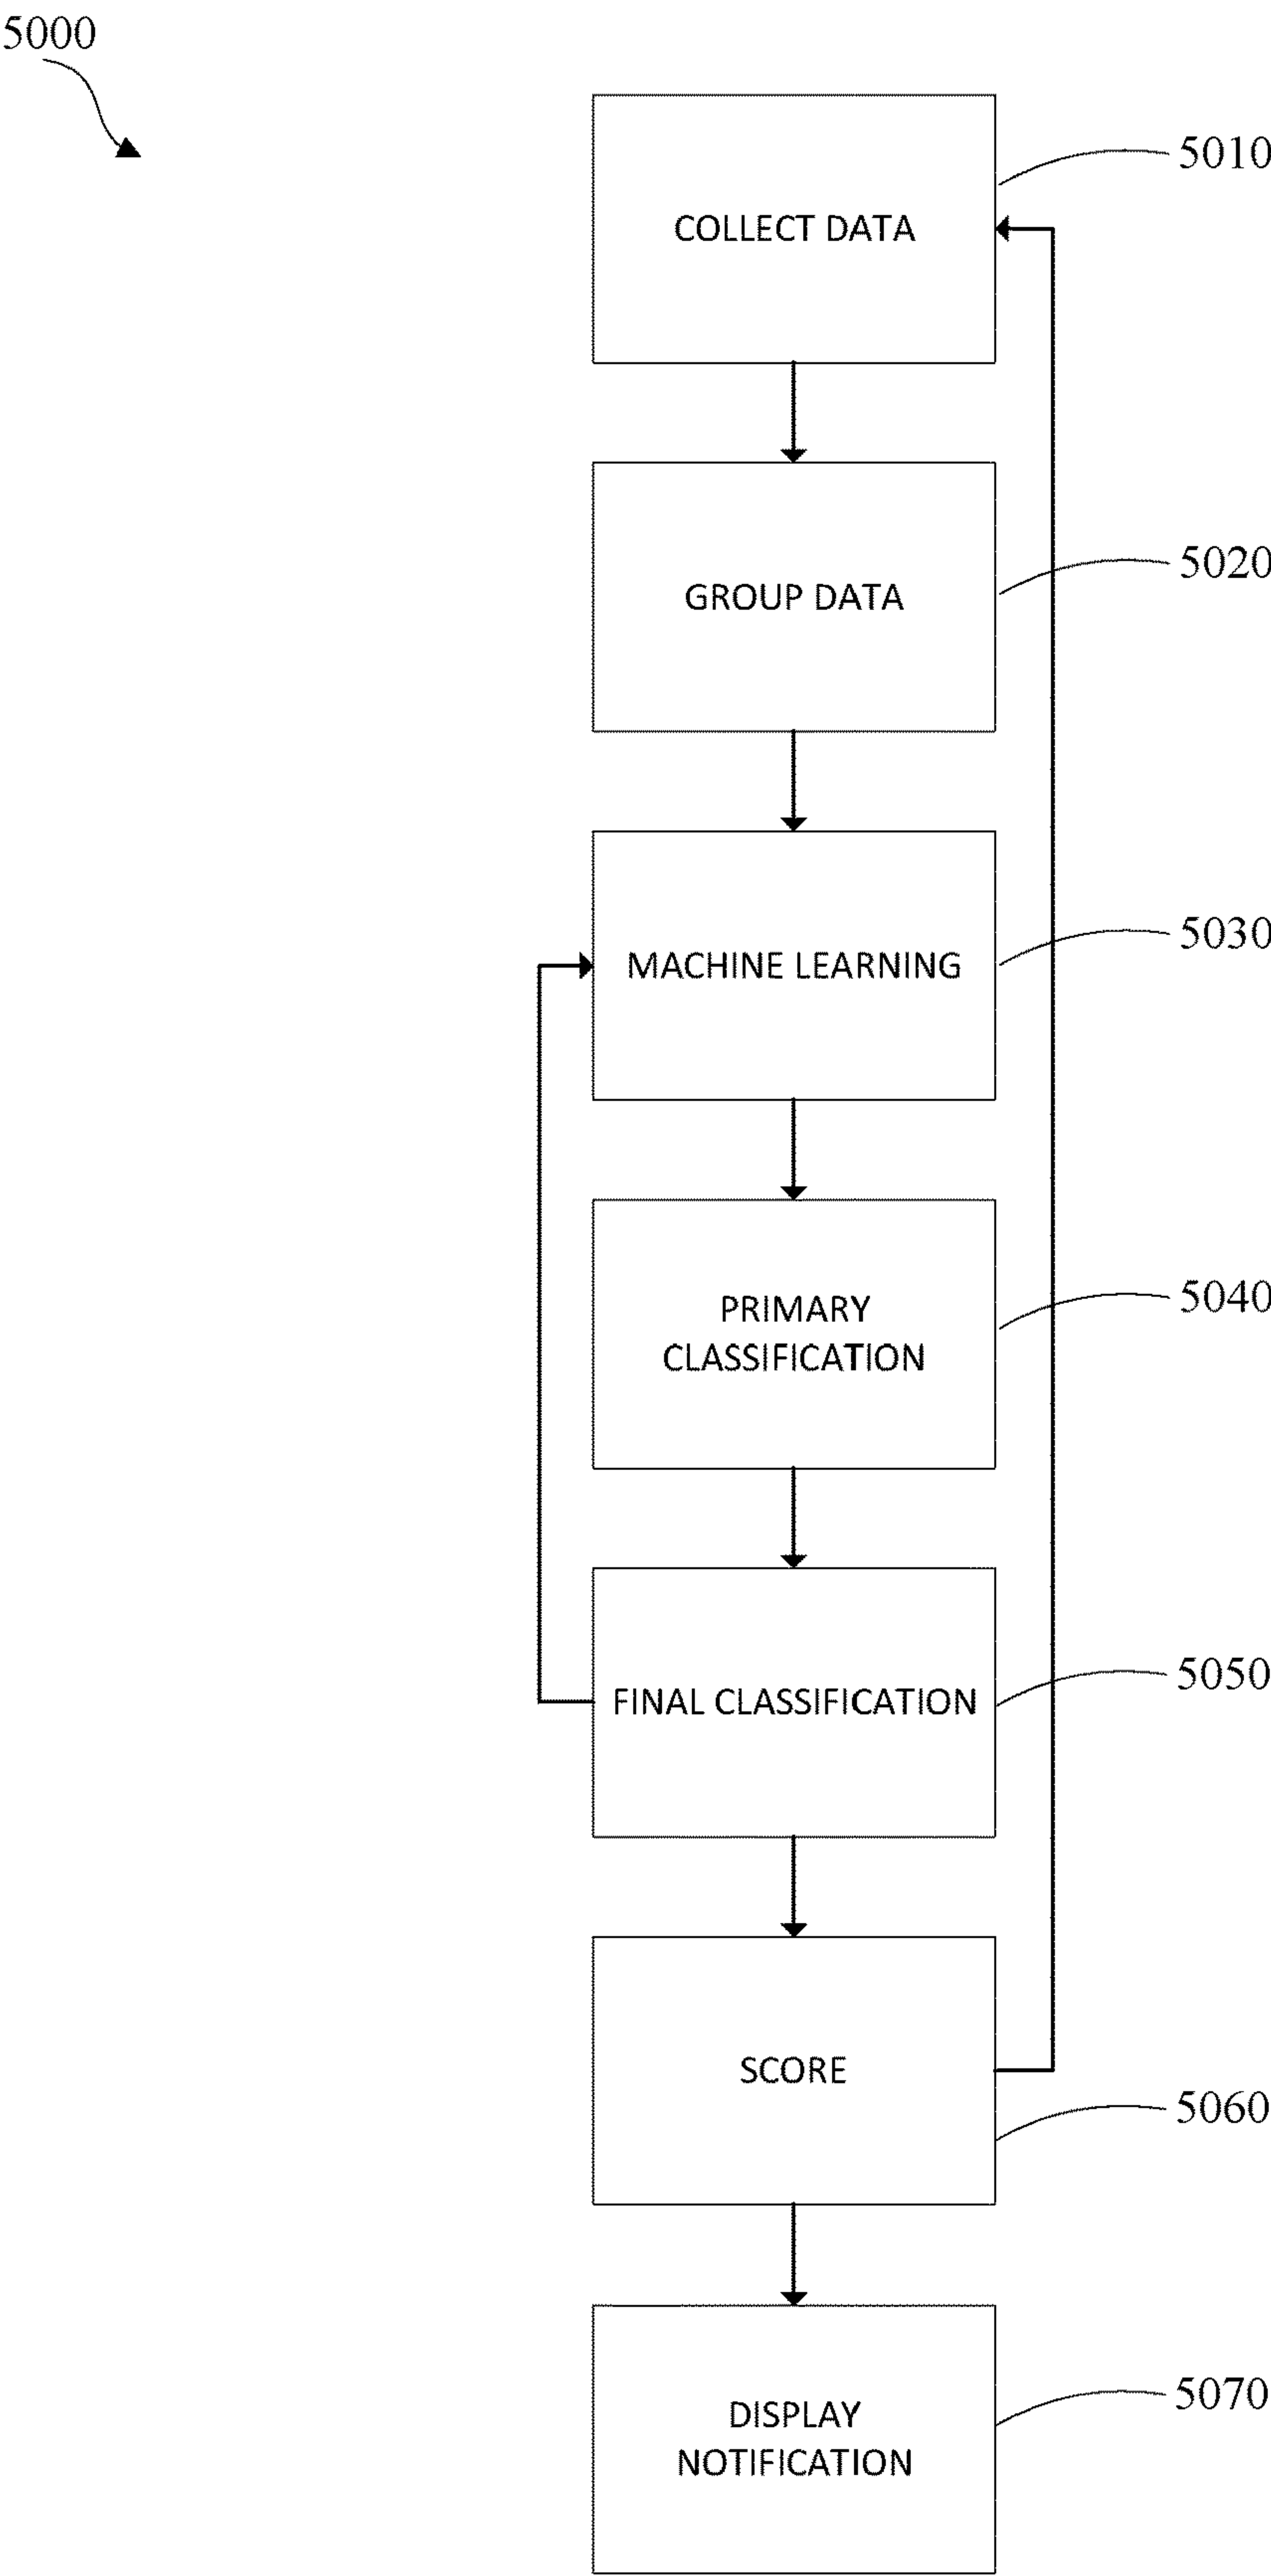 5000
5010
COLLECT DATA
5020
GROUP DATA
5030
MACHINE LEARNING
5040
PRIMARY
CLASSIFICATION
5050
FINAL CLASSIFICATION
SCORE
5060
5070
DISPLAY
NOTIFICATION